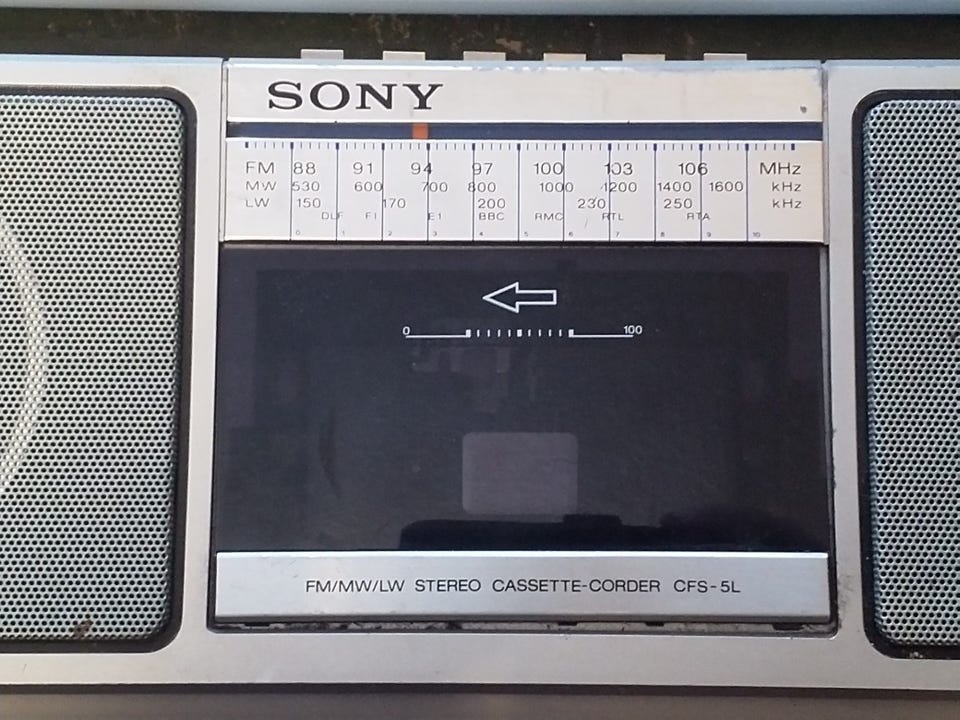 SONY
FM 88 91 94 97 100 103 106 MHz
MW 530 600 700 800 1000 1200 1400 1600 kHz
LW 150 170 200 230 250 kHz
DLF F1 E1 BBC RMC RTL RTA
0 1 2 3 4 5 6 7 8 9 10
0 100
FM/MW/LW STEREO CASSETTE-CORDER CFS-5L